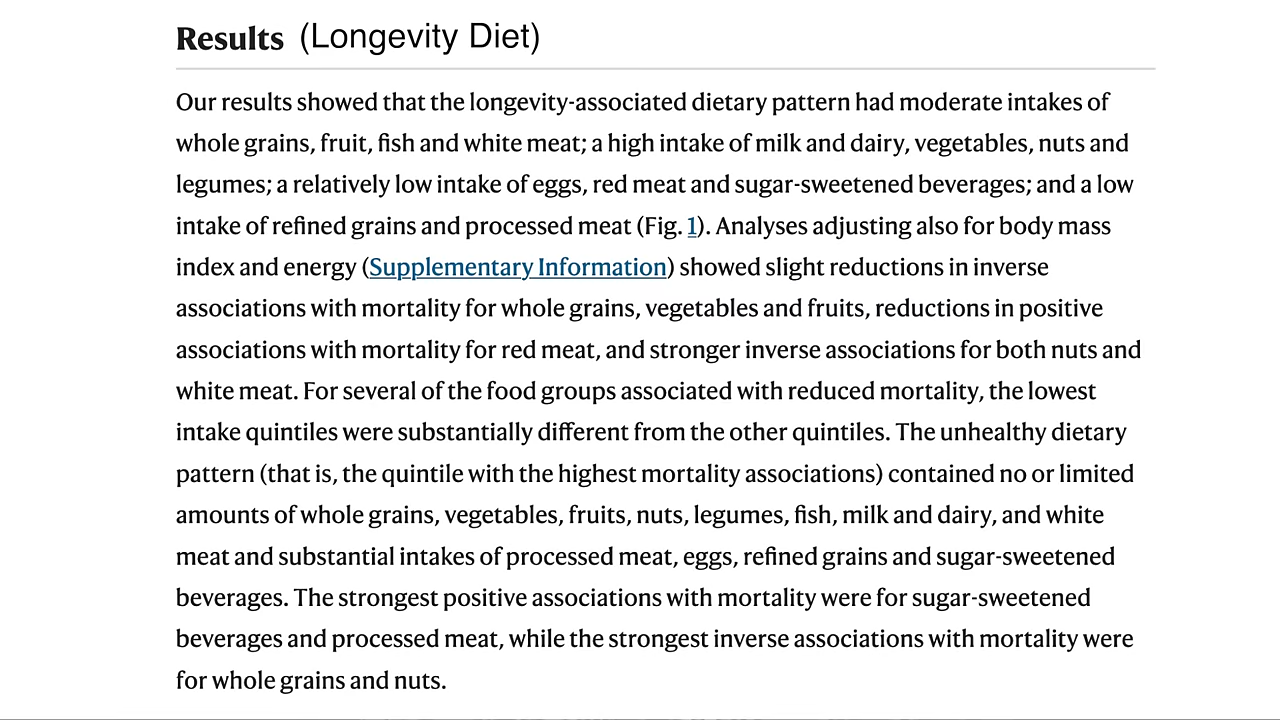 Results (Longevity Diet)
Our results showed that the longevity-associated dietary pattern had moderate intakes of
whole grains, fruit, fish and white meat; a high intake of milk and dairy, vegetables, nuts and
legumes; a relatively low intake of eggs, red meat and sugar-sweetened beverages; and a low
intake of refined grains and processed meat (Fig. 1). Analyses adjusting also for body mass
index and energy (Supplementary Information) showed slight reductions in inverse
associations with mortality for whole grains, vegetables and fruits, reductions in positive
associations with mortality for red meat, and stronger inverse associations for both nuts and
white meat. For several of the food groups associated with reduced mortality, the lowest
intake quintiles were substantially different from the other quintiles. The unhealthy dietary
pattern (that is, the quintile with the highest mortality associations) contained no or limited
amounts of whole grains, vegetables, fruits, nuts, legumes, fish, milk and dairy, and white
meat and substantial intakes of processed meat, eggs, refined grains and sugar-sweetened
beverages. The strongest positive associations with mortality were for sugar-sweetened
beverages and processed meat, while the strongest inverse associations with mortality were
for whole grains and nuts.